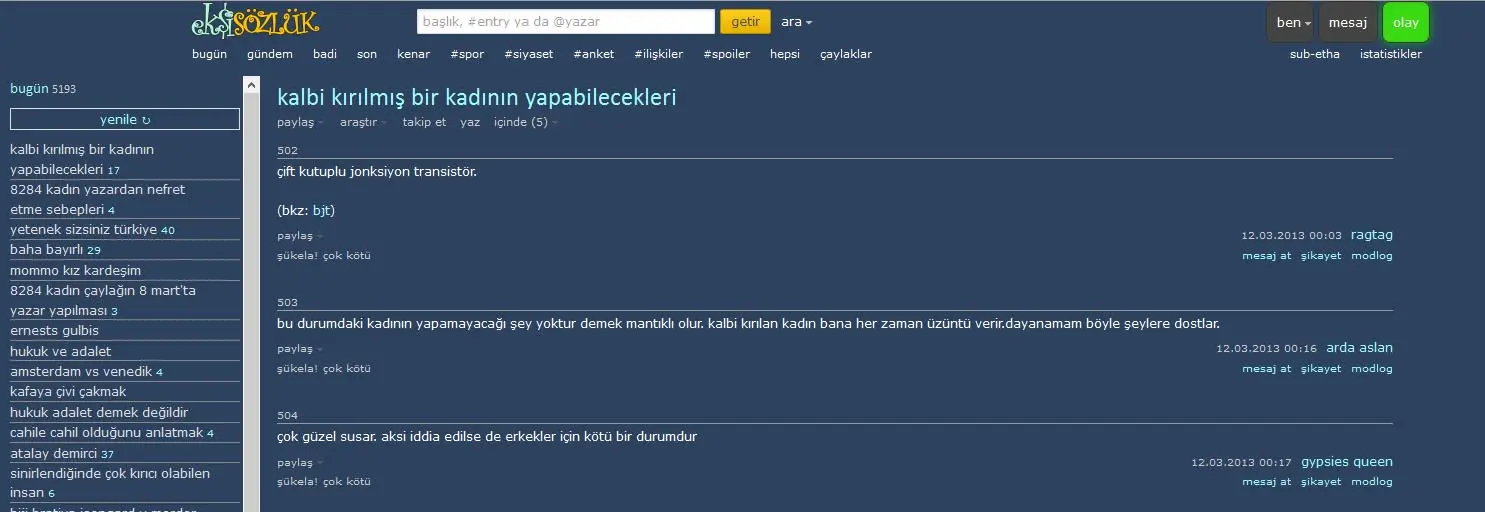 ekşisözlük
başlık, #entry ya da @yazar
getir
ara
ben
mesaj
olay
bugün gündem badi son kenar #spor #siyaset #anket #ilişkiler #spoiler hepsi çaylaklar
sub-etha istatistikler
bugün 5193
yenile
kalbi kırılmış bir kadının
yapabilecekleri 17
8284 kadın yazardan nefret
etme sebepleri 4
yetenek sizsiniz türkiye 40
baha bayırlı 29
mommo kız kardeşim
8284 kadın çaylağın 8 mart'ta
yazar yapılması 3
ernests gulbis
hukuk ve adalet
amsterdam vs venedik 4
kafaya çivi çakmak
hukuk adalet demek değildir
cahile cahil olduğunu anlatmak 4
atalay demirci 37
sinirlendiğinde çok kırıcı olabilen
insan 6
kalbi kırılmış bir kadının yapabilecekleri
paylaş araştır takip et yaz içinde (5)
502
çift kutuplu jonksiyon transistör.
(bkz: bjt)
paylaş
12.03.2013 00:03 ragtag
şükela! çok kötü
mesaj at şikayet modlog
503
bu durumdaki kadının yapamayacağı şey yoktur demek mantıklı olur. kalbi kırılan kadın bana her zaman üzüntü verir.dayanamam böyle şeylere dostlar.
paylaş
12.03.2013 00:16 arda aslan
şükela! çok kötü
mesaj at şikayet modlog
504
çok güzel susar. aksi iddia edilse de erkekler için kötü bir durumdur
paylaş
12.03.2013 00:17 gypsies queen
şükela! çok kötü
mesaj at şikayet modlog